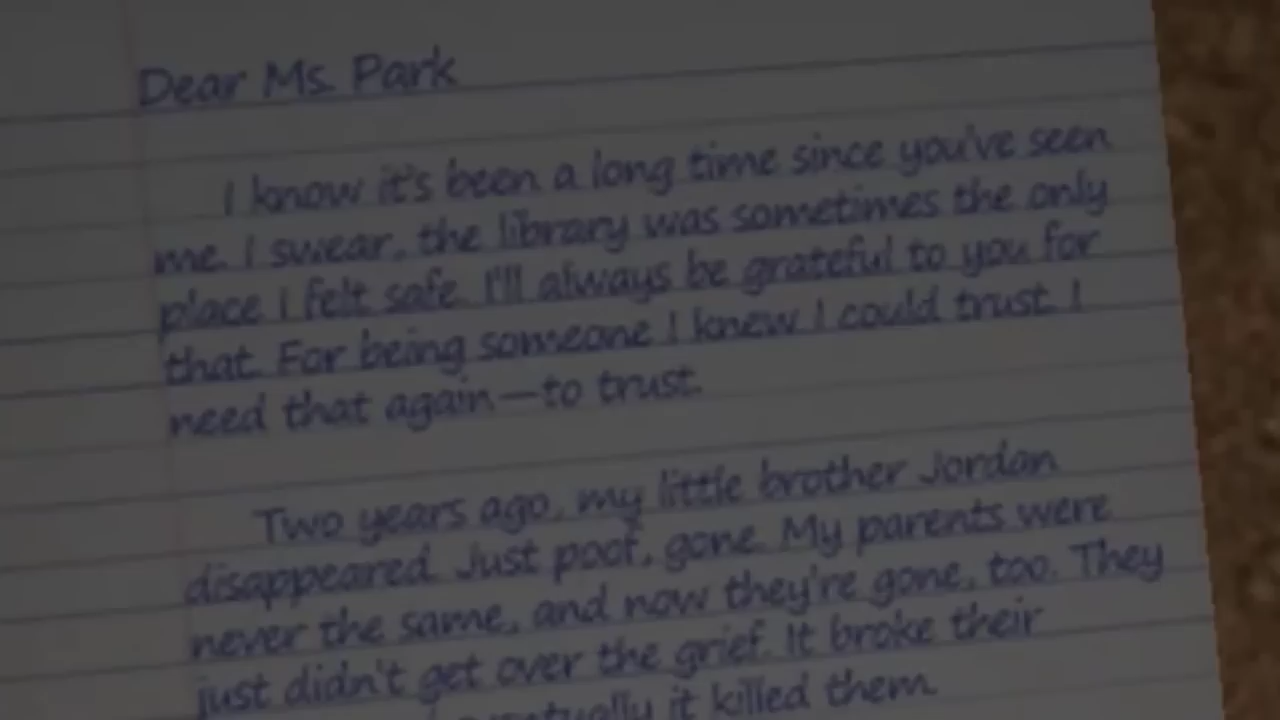 Dear Ms. Park
I know it's been a long time since you've seen
me. I swear, the library was sometimes the only
place I felt safe. I'll always be grateful to you for
that. For being someone I knew I could trust. I
need that again—to trust.
Two years ago, my little brother Jordan
disappeared. Just poof, gone. My parents were
never the same, and now they're gone, too. They
just didn't get over the grief. It broke their
eventually it killed them.